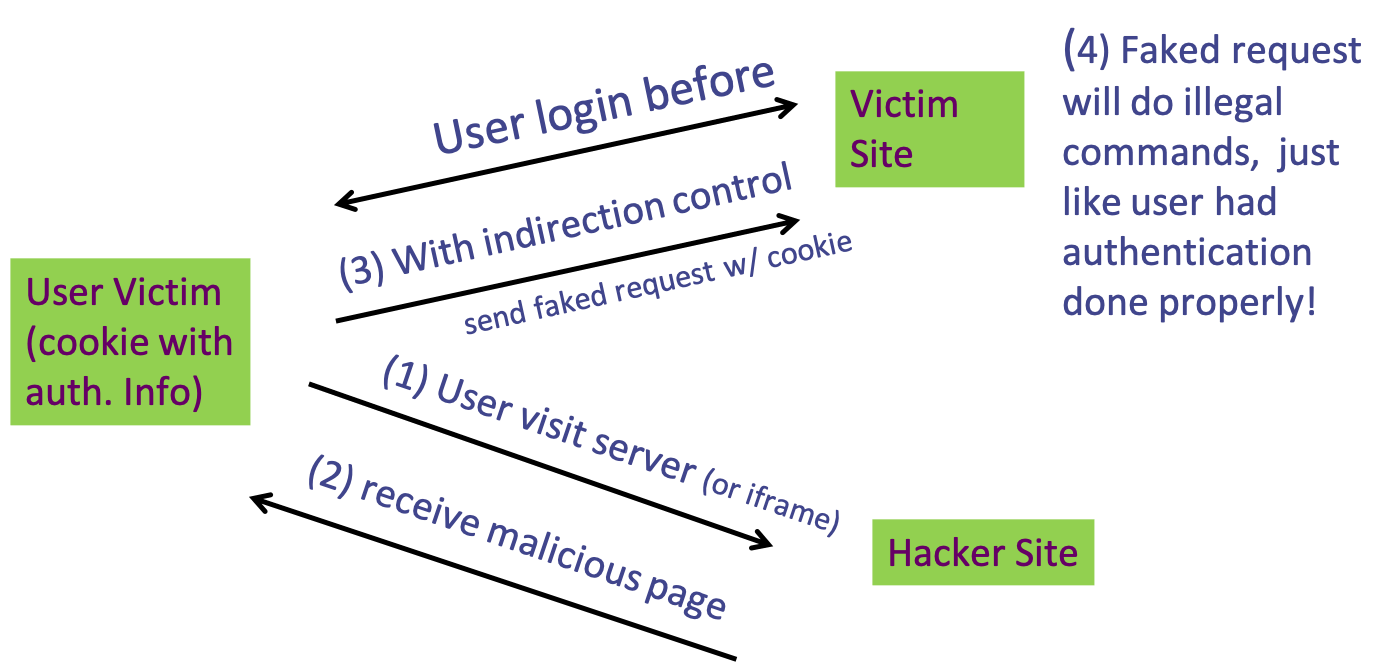 User login before
Victim
Site
(4) Faked request
will do illegal
commands, just
like user had
authentication
done properly!
(3) With indirection control
send faked request w/ cookie
User Victim
(cookie with
auth. Info)
(1) User visit server (or iframe)
(2) receive malicious page
Hacker Site